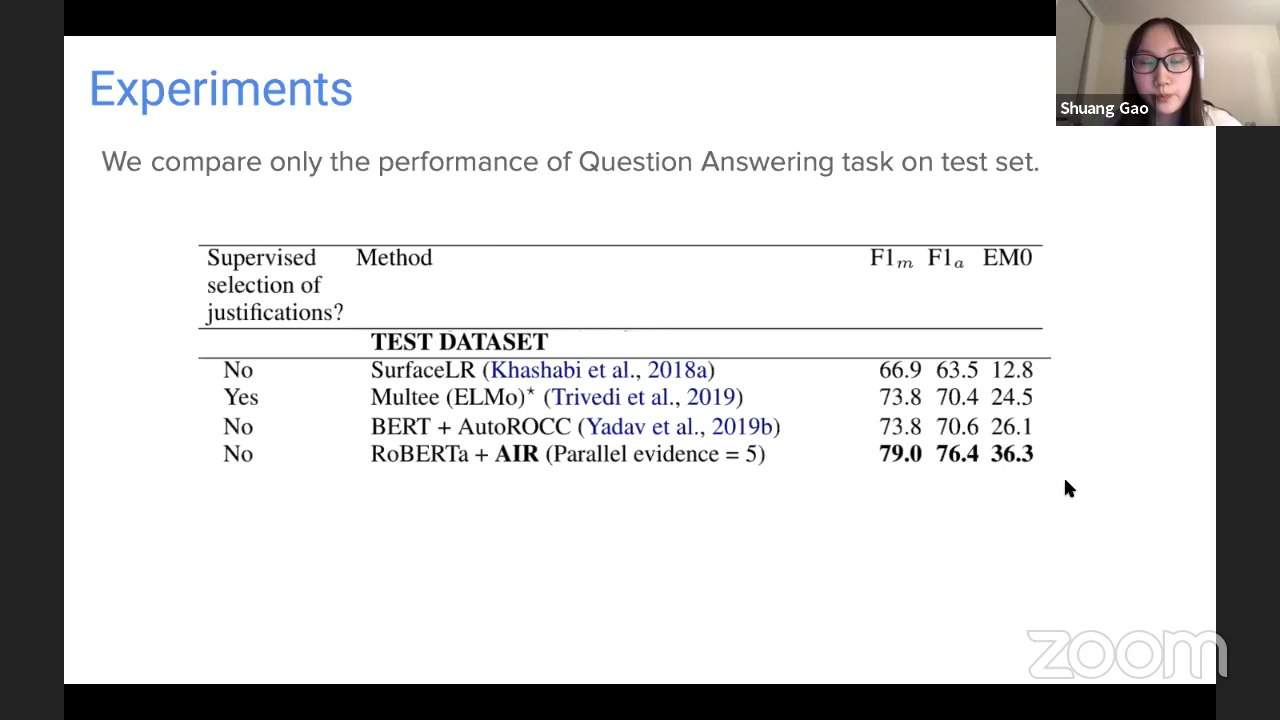 Experiments
Shuang Gao
We compare only the performance of Question Answering task on test set.
Supervised selection of justifications? Method F1m F1a EM0
TEST DATASET
No SurfaceLR (Khashabi et al., 2018a) 66.9 63.5 12.8
Yes Multee (ELMo)* (Trivedi et al., 2019) 73.8 70.4 24.5
No BERT + AutoROCC (Yadav et al., 2019b) 73.8 70.6 26.1
No RoBERTa + AIR (Parallel evidence = 5) 79.0 76.4 36.3
zoom